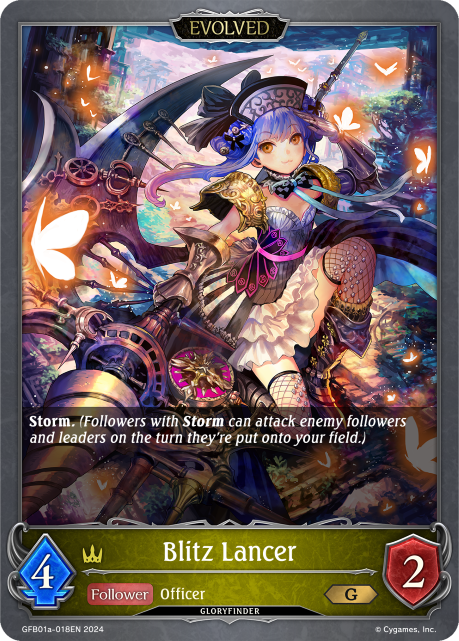 EVOLVED
Storm. (Followers with Storm can attack enemy followers
and leaders on the turn they're put onto your field.)
4
Blitz Lancer
2
Follower Officer
G
GLORYFINDER
GFB01a-018EN 2024
© Cygames, Inc.